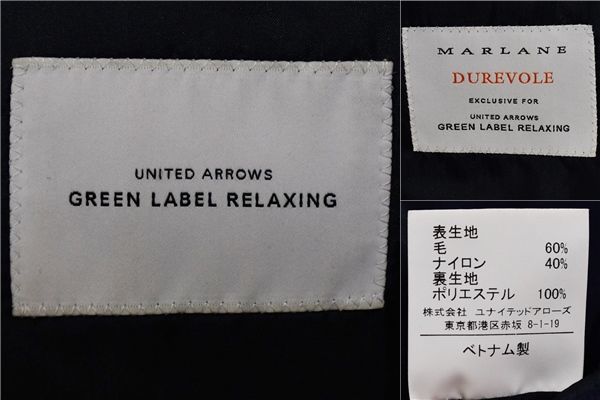 UNITED ARROWS
GREEN LABEL RELAXING
MARLANE
DUREVOLE
EXCLUSIVE FOR
UNITED ARROWS
GREEN LABEL RELAXING
表生地
毛 60%
ナイロン 40%
裏生地
ポリエステル 100%
株式会社 ユナイテッドアローズ
東京都港区赤坂 8-1-19
ベトナム製